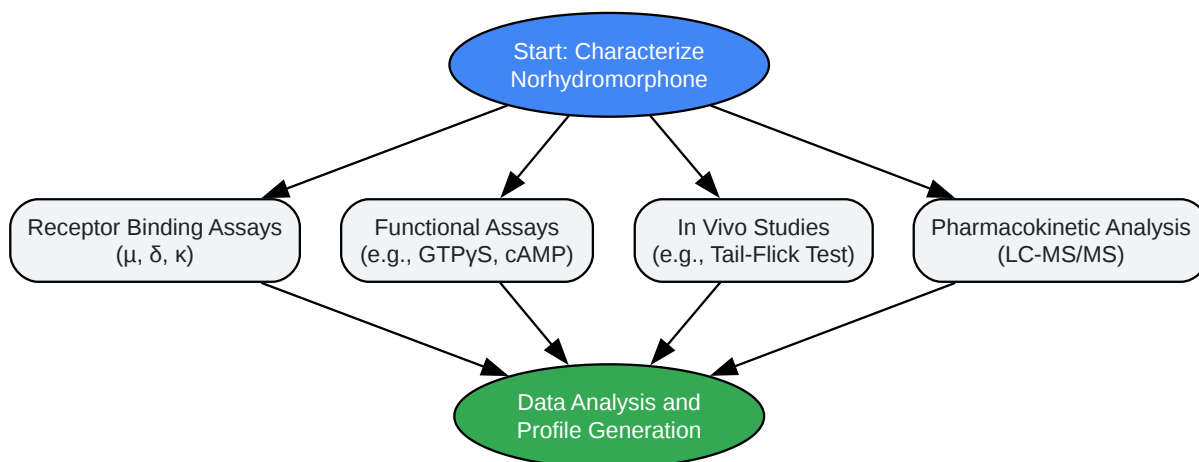 Start: Characterize
Norhydromorphone
Receptor Binding Assays
(μ, δ, κ)
Functional Assays
(e.g., GTPγS, cAMP)
In Vivo Studies
(e.g., Tail-Flick Test)
Pharmacokinetic Analysis
(LC-MS/MS)
Data Analysis and
Profile Generation